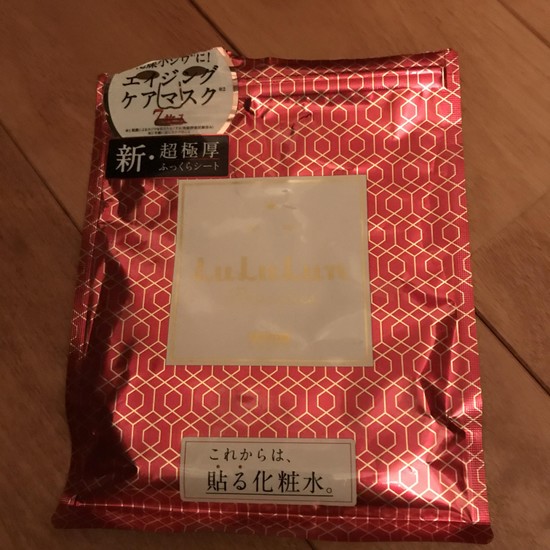 に!
エイジング
ケアマスク
新・超極厚
ふっくらシート
LuLuLun
これからは、
貼る化粧水。